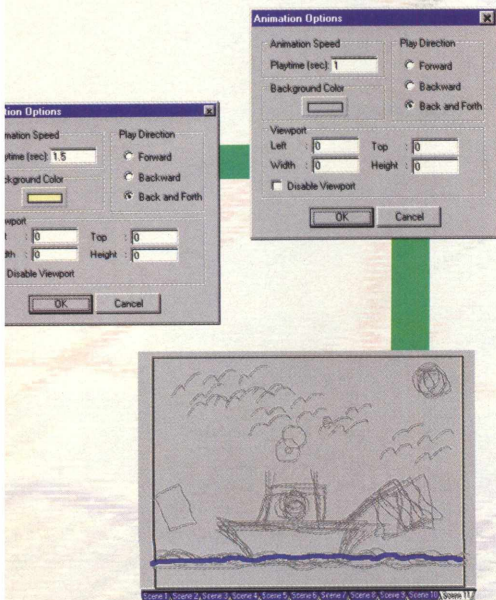 Animation Options
Animation Speed
Play Direction
Playtime (sec): 1
Forward
Background Color
Backward
Back and Forth
Viewport
Left : 0 Top : 0
Width : 0 Height : 0
Disable Viewport
OK Cancel
tion Options
mation Speed
Play Direction
ytime (sec): 1.5
Forward
ckground Color
Backward
Back and Forth
wport
t : 0 Top : 0
dth : 0 Height : 0
Disable Viewport
OK Cancel
Scene 1 Scene 2 Scene 3 Scene 4 Scene 5 Scene 6 Scene 7 Scene 8 Scene 9 Scene 10 Scene 11